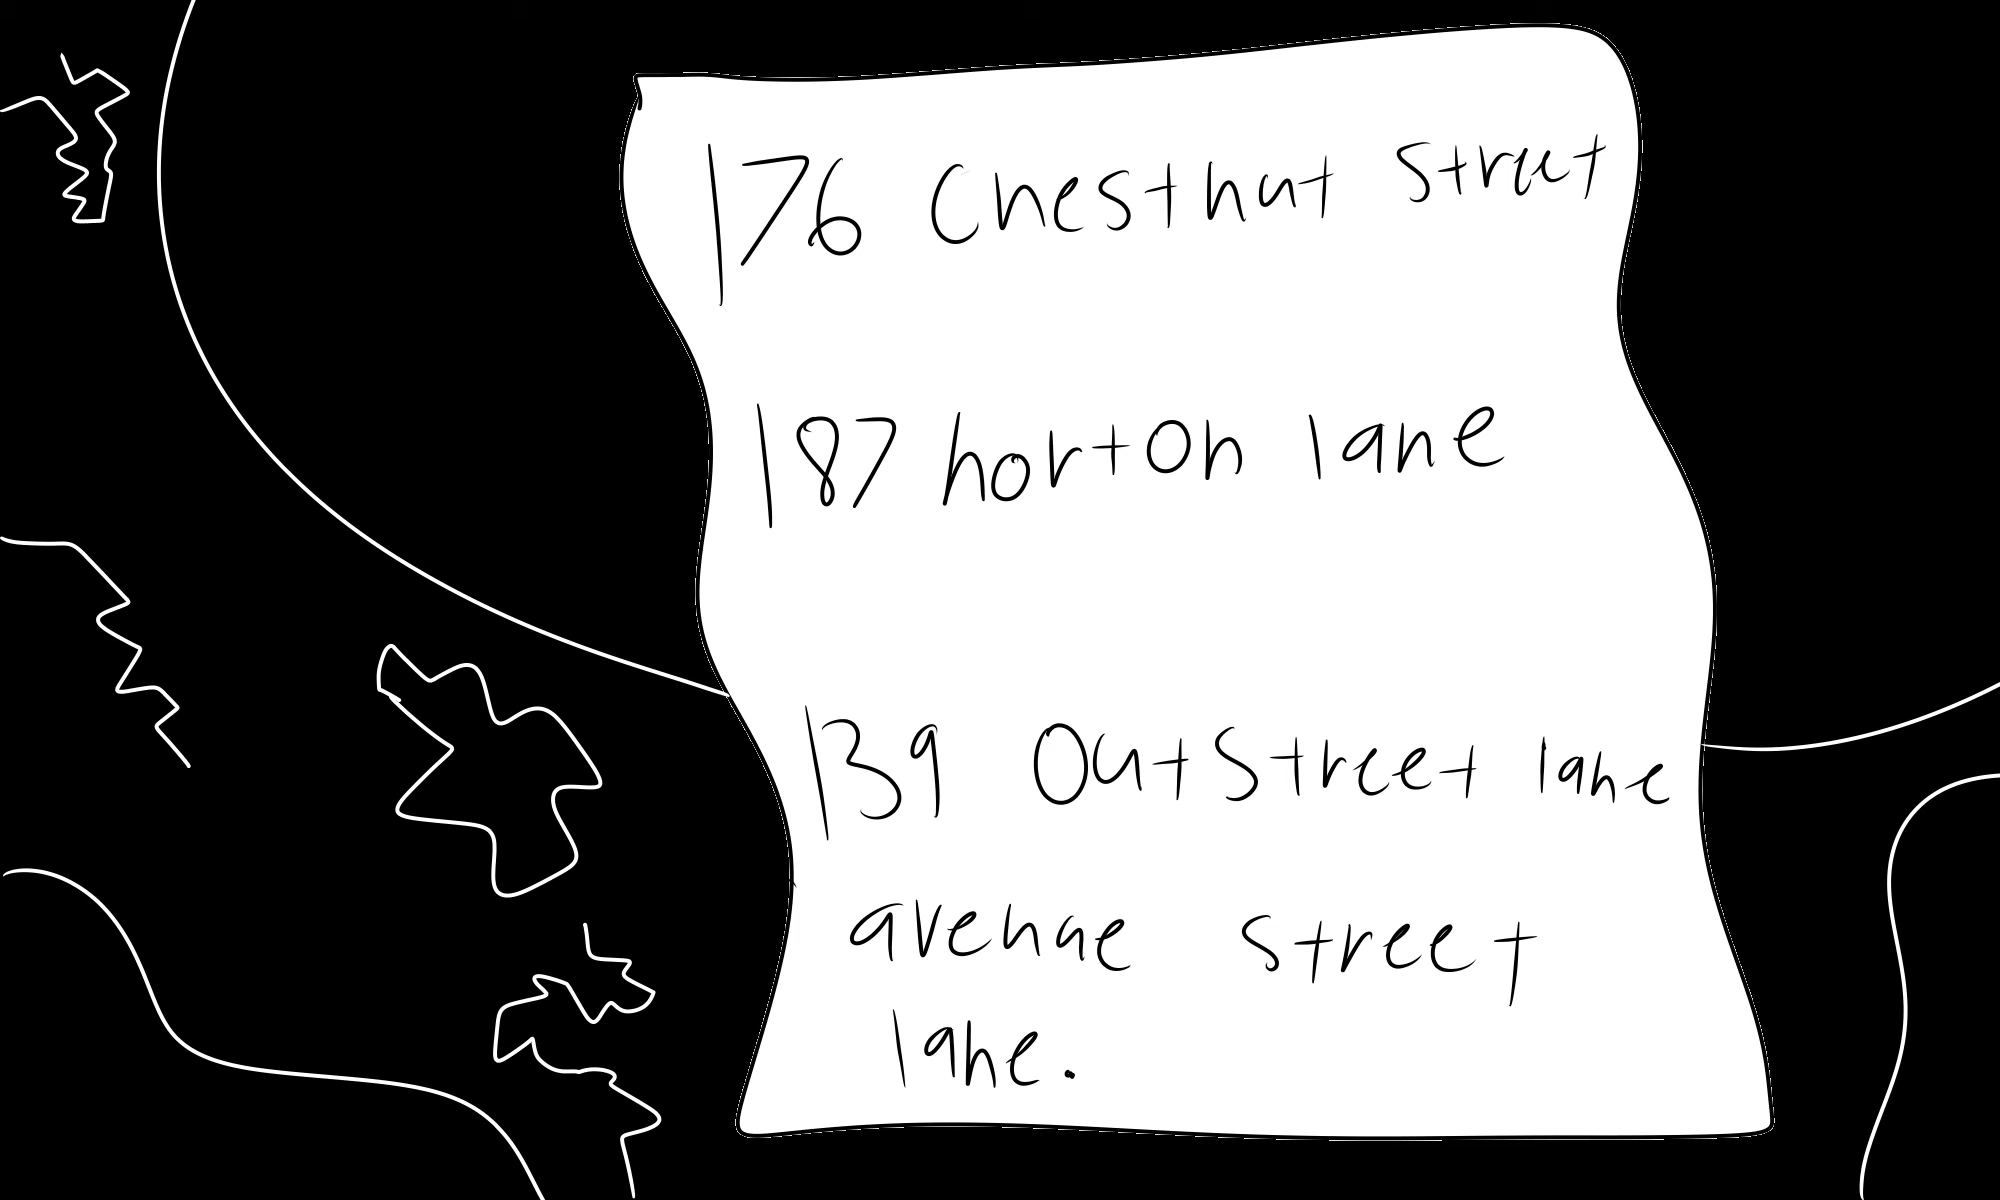 176 Chestnut Street
187 horton lane
139 Outstreet lane
avenue street
lane.